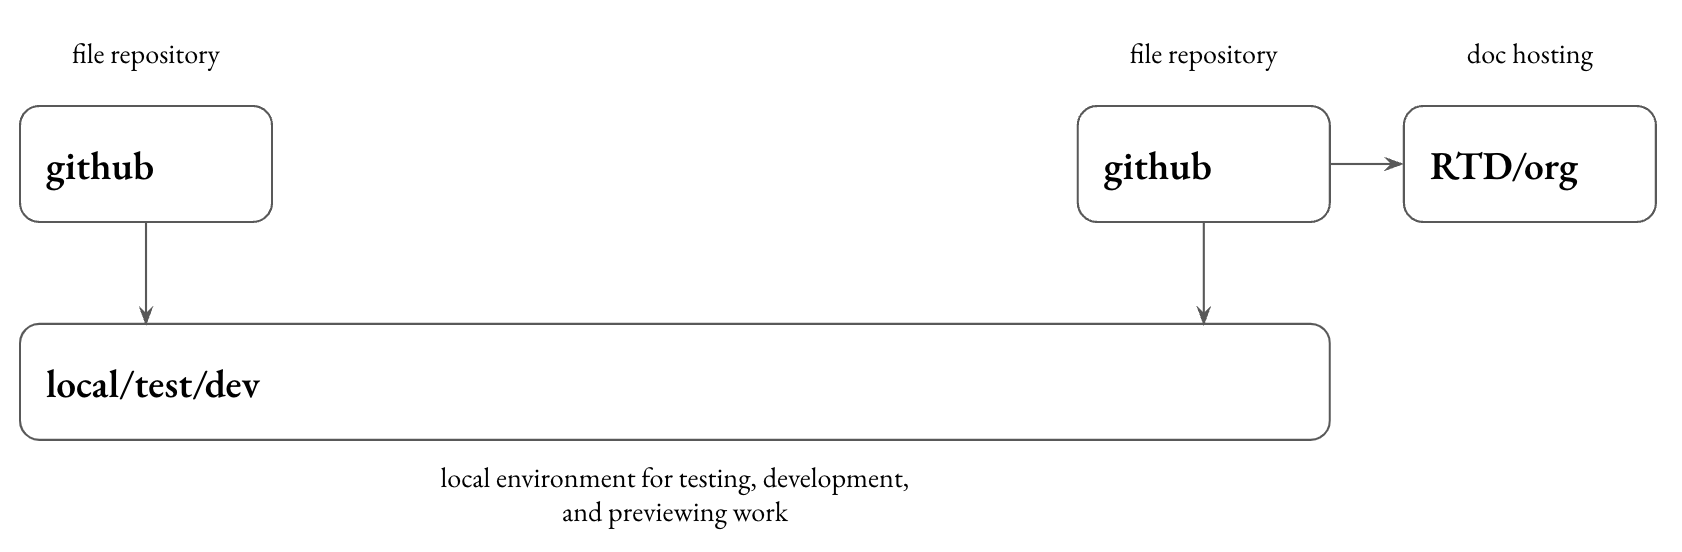 file repository
file repository
doc hosting
github
github
RTD/org
local/test/dev
local environment for testing, development,
and previewing work